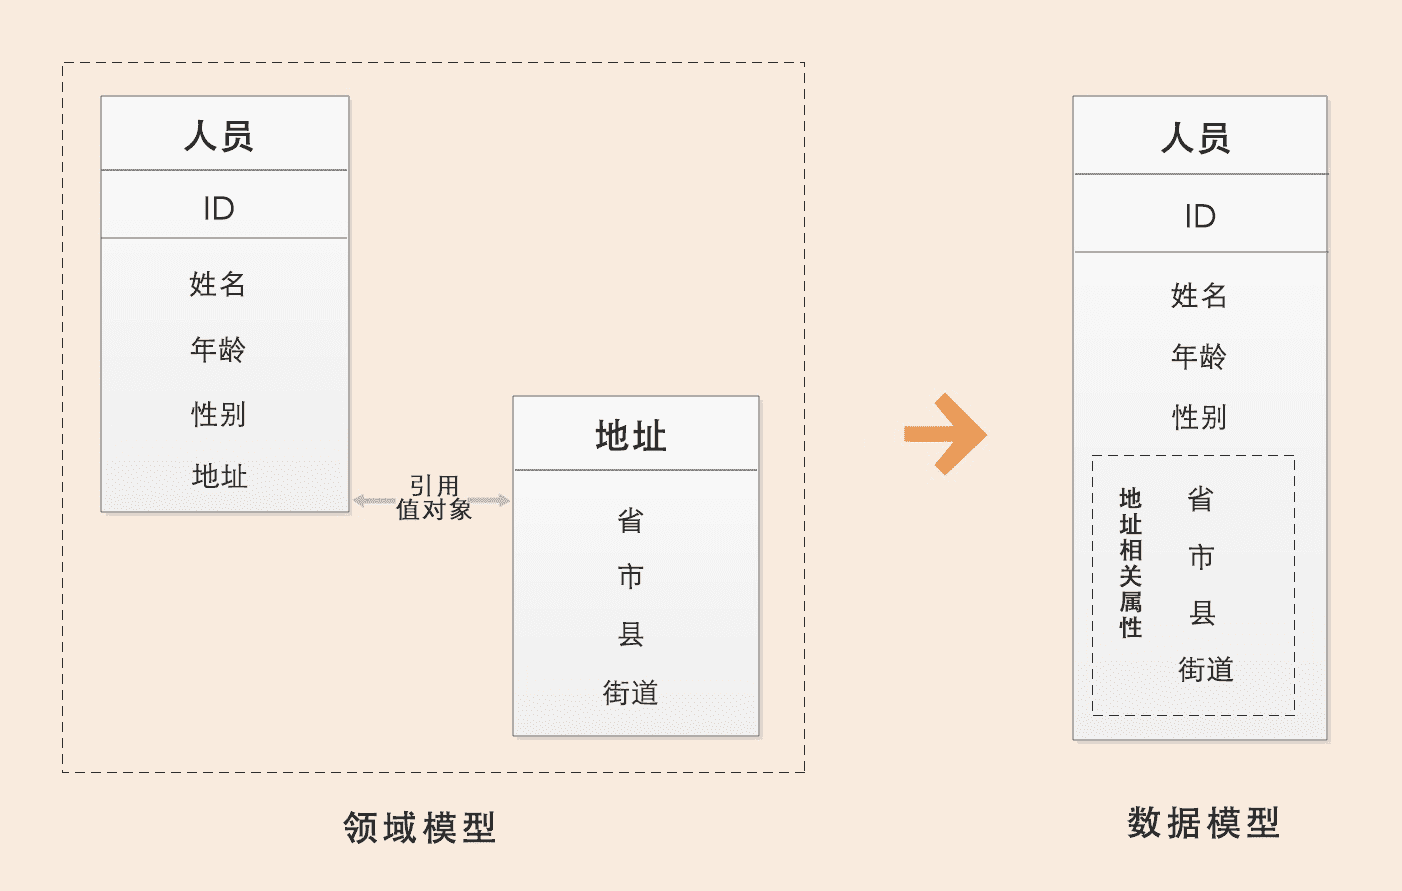 人员
ID
姓名
年龄
性别
地址
引用
值对象
地址
省
市
县
街道
领域模型
人员
ID
姓名
年龄
性别
地址相关属性
省
市
县
街道
数据模型